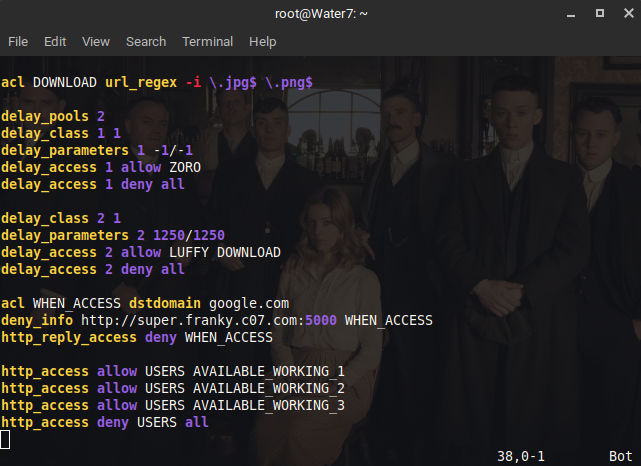 root@Water7: ~
File Edit View Search Terminal Help
acl DOWNLOAD url_regex -i \.jpg$ \.png$
delay_pools 2
delay_class 1 1
delay_parameters 1 -1/-1
delay_access 1 allow ZORO
delay_access 1 deny all
delay_class 2 1
delay_parameters 2 1250/1250
delay_access 2 allow LUFFY DOWNLOAD
delay_access 2 deny all
acl WHEN_ACCESS dstdomain google.com
deny_info http://super.franky.c07.com:5000 WHEN_ACCESS
http_reply_access deny WHEN_ACCESS
http_access allow USERS AVAILABLE_WORKING_1
http_access allow USERS AVAILABLE_WORKING_2
http_access allow USERS AVAILABLE_WORKING_3
http_access deny USERS all
38,0-1 Bot